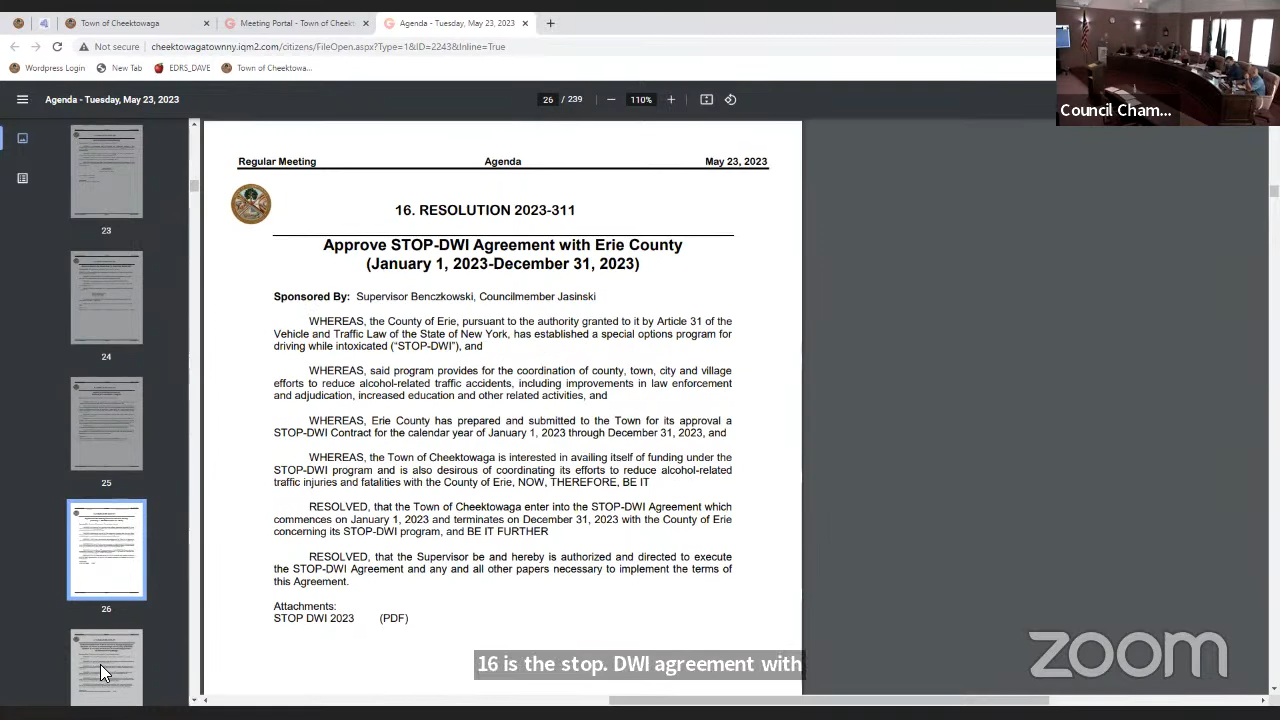 Town of Cheektowaga
Meeting Portal - Town of Cheekt
Agenda - Tuesday, May 23, 2023
Not secure
cheektowagatownny.iqm2.com/citizens/FileOpen.aspx?Type=1&ID=2243&Inline=True
Wordpress Login
New Tab
EDRS_DAVE
Town of Cheektowa...
Agenda - Tuesday, May 23, 2023
26 / 239
110%
Council Cham...
23
24
25
26
Regular Meeting Agenda May 23, 2023
16. RESOLUTION 2023-311
Approve STOP-DWI Agreement with Erie County
(January 1, 2023-December 31, 2023)
Sponsored By: Supervisor Benczkowski, Councilmember Jasinski
WHEREAS, the County of Erie, pursuant to the authority granted to it by Article 31 of the
Vehicle and Traffic Law of the State of New York, has established a special options program for
driving while intoxicated (“STOP-DWI”), and
WHEREAS, said program provides for the coordination of county, town, city and village
efforts to reduce alcohol-related traffic accidents, including improvements in law enforcement
and adjudication, increased education and other related activities, and
WHEREAS, Erie County has prepared and submitted to the Town for its approval a
STOP-DWI Contract for the calendar year of January 1, 2023 through December 31, 2023, and
WHEREAS, the Town of Cheektowaga is interested in availing itself of funding under the
STOP-DWI program and is also desirous of coordinating its efforts to reduce alcohol-related
traffic injuries and fatalities with the County of Erie, NOW, THEREFORE, BE IT
RESOLVED, that the Town of Cheektowaga enter into the STOP-DWI Agreement which
commences on January 1, 2023 and terminates on December 31, 2023 with the County of Erie
concerning its STOP-DWI program, and BE IT FURTHER
RESOLVED, that the Supervisor be and hereby is authorized and directed to execute
the STOP-DWI Agreement and any and all other papers necessary to implement the terms of
this Agreement.
Attachments:
STOP DWI 2023 (PDF)
16 is the stop. DWI agreement with
zoom